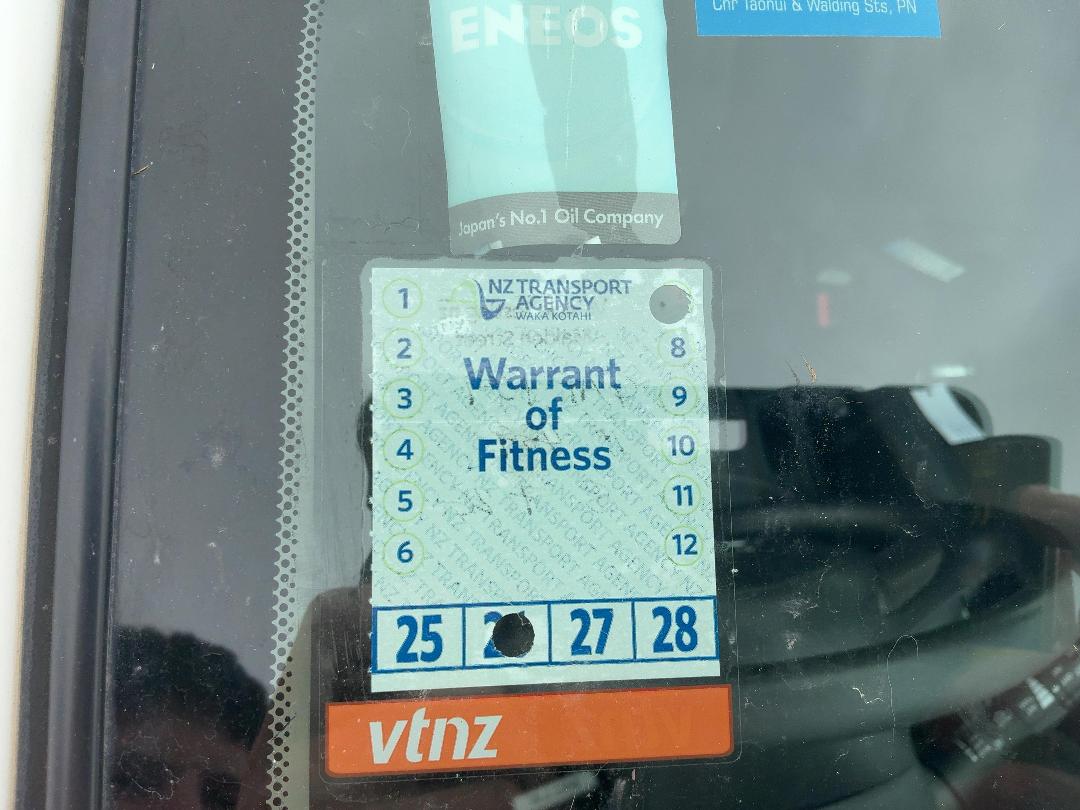 ENEOS
Cnr Taonui & Walding Sts, PN
Japan's No.1 Oil Company
NZ TRANSPORT
AGENCY
WAKA KOTAHI
Warrant
of
Fitness
1
2
3
4
5
6
8
9
10
11
12
25 2 27 28
vtnz